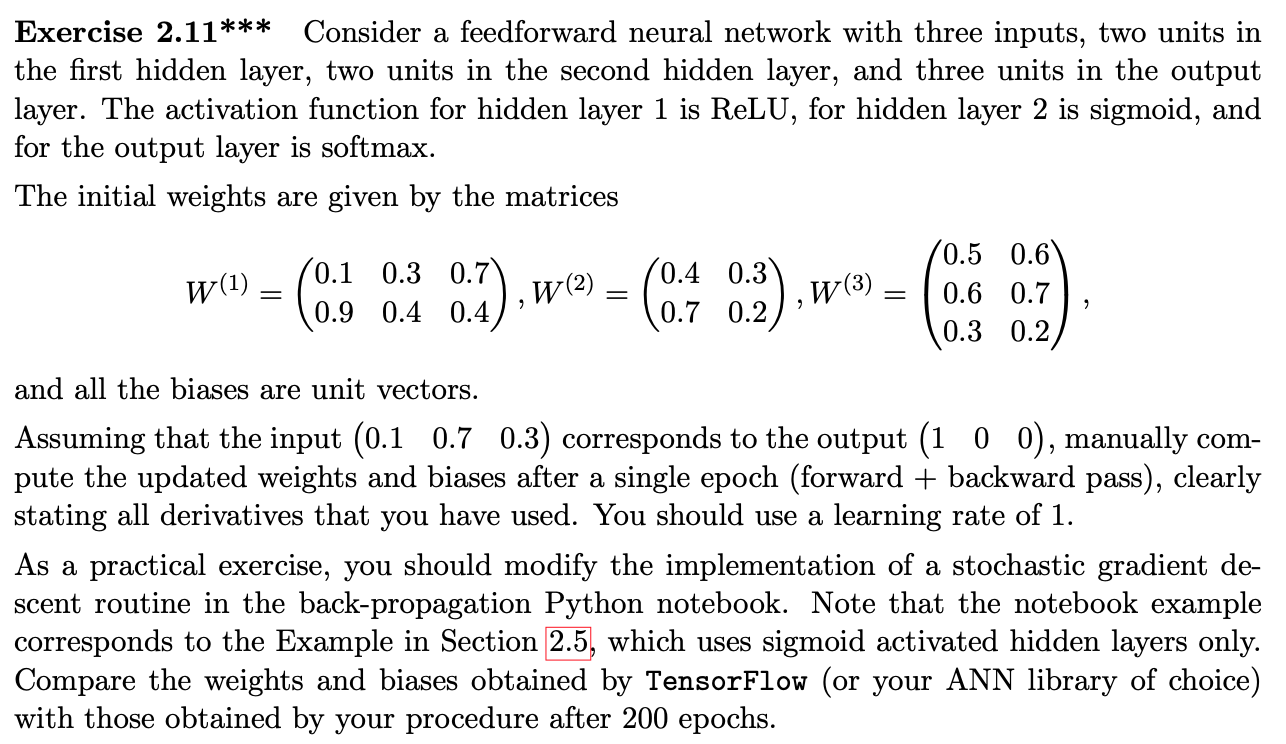 Exercise 2.11*** Consider a feedforward neural network with three inputs, two units in
the first hidden layer, two units in the second hidden layer, and three units in the output
layer. The activation function for hidden layer 1 is ReLU, for hidden layer 2 is sigmoid, and
for the output layer is softmax.
The initial weights are given by the matrices
W^{(1)} = \begin{pmatrix} 0.1 & 0.3 & 0.7 \\ 0.9 & 0.4 & 0.4 \end{pmatrix}, W^{(2)} = \begin{pmatrix} 0.4 & 0.3 \\ 0.7 & 0.2 \end{pmatrix}, W^{(3)} = \begin{pmatrix} 0.5 & 0.6 \\ 0.6 & 0.7 \\ 0.3 & 0.2 \end{pmatrix},
and all the biases are unit vectors.
Assuming that the input (0.1 0.7 0.3) corresponds to the output (1 0 0), manually com-
pute the updated weights and biases after a single epoch (forward + backward pass), clearly
stating all derivatives that you have used. You should use a learning rate of 1.
As a practical exercise, you should modify the implementation of a stochastic gradient de-
scent routine in the back-propagation Python notebook. Note that the notebook example
corresponds to the Example in Section 2.5, which uses sigmoid activated hidden layers only.
Compare the weights and biases obtained by TensorFlow (or your ANN library of choice)
with those obtained by your procedure after 200 epochs.